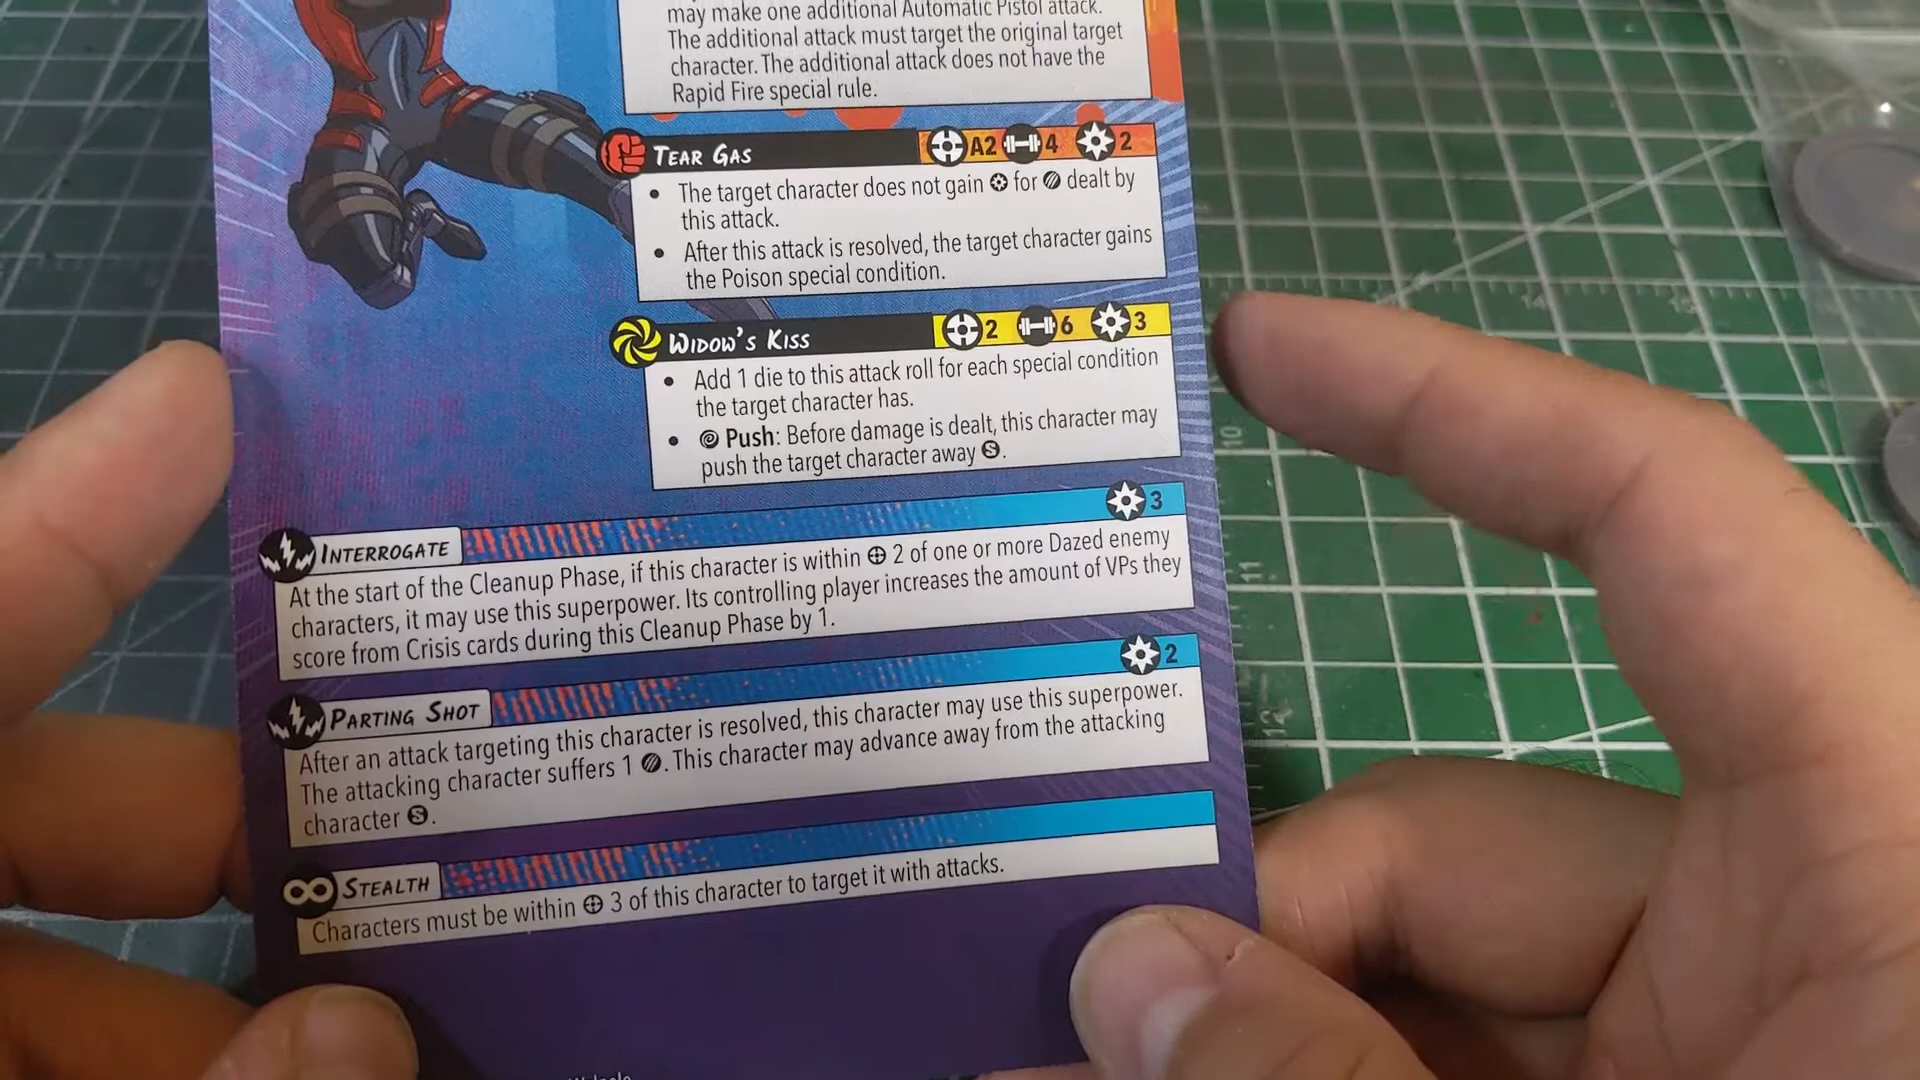 may make one additional Automatic Pistol attack.
The additional attack must target the original target
character. The additional attack does not have the
Rapid Fire special rule.
TEAR GAS A2 4 2
• The target character does not gain for dealt by
this attack.
• After this attack is resolved, the target character gains
the Poison special condition.
WIDOW'S KISS 2 6 3
• Add 1 die to this attack roll for each special condition
the target character has.
• Push: Before damage is dealt, this character may
push the target character away S.
INTERROGATE 3
At the start of the Cleanup Phase, if this character is within 2 of one or more Dazed enemy
characters, it may use this superpower. Its controlling player increases the amount of VPs they
score from Crisis cards during this Cleanup Phase by 1.
PARTING SHOT 2
After an attack targeting this character is resolved, this character may use this superpower.
The attacking character suffers 1 . This character may advance away from the attacking
character S.
STEALTH
Characters must be within 3 of this character to target it with attacks.
10
11
12